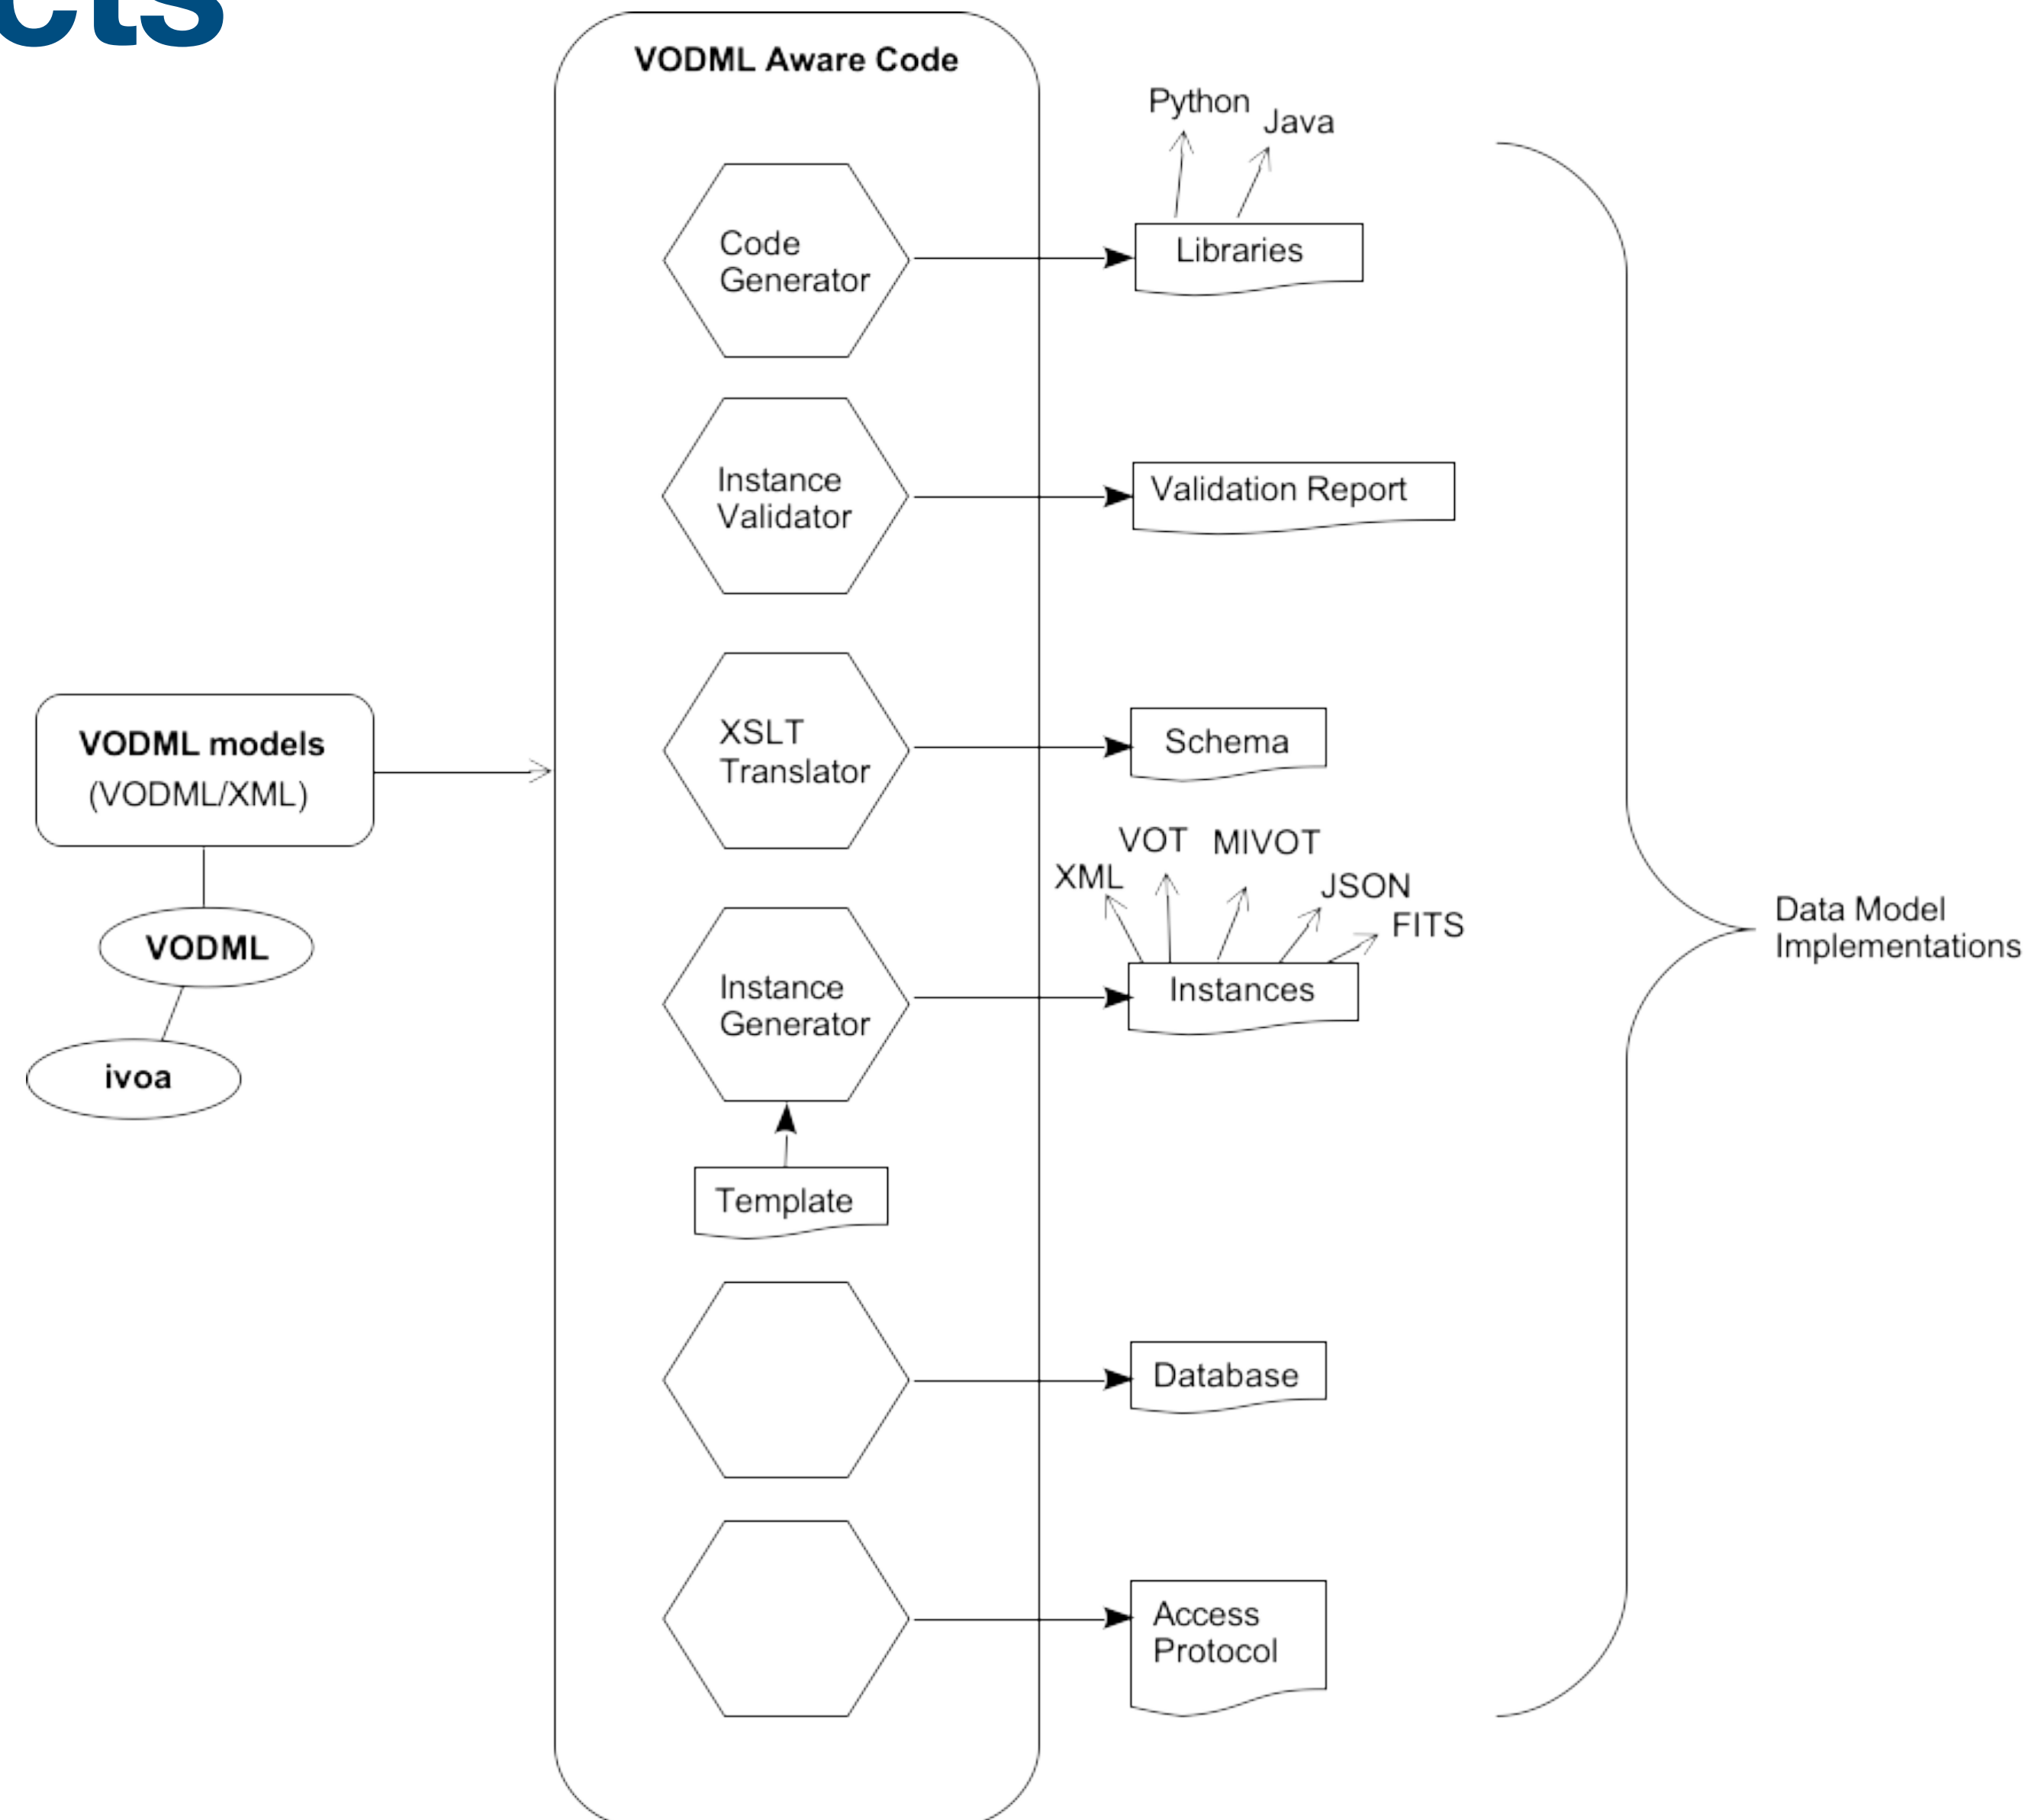 VODML Aware Code
Python
Java
Code
Generator
Libraries
Instance
Validator
Validation Report
VODML models
(VODML/XML)
XSLT
Translator
Schema
VOT
MIVOT
XML
JSON
FITS
VODML
Instance
Generator
Instances
Data Model
Implementations
ivoa
Template
Database
Access
Protocol